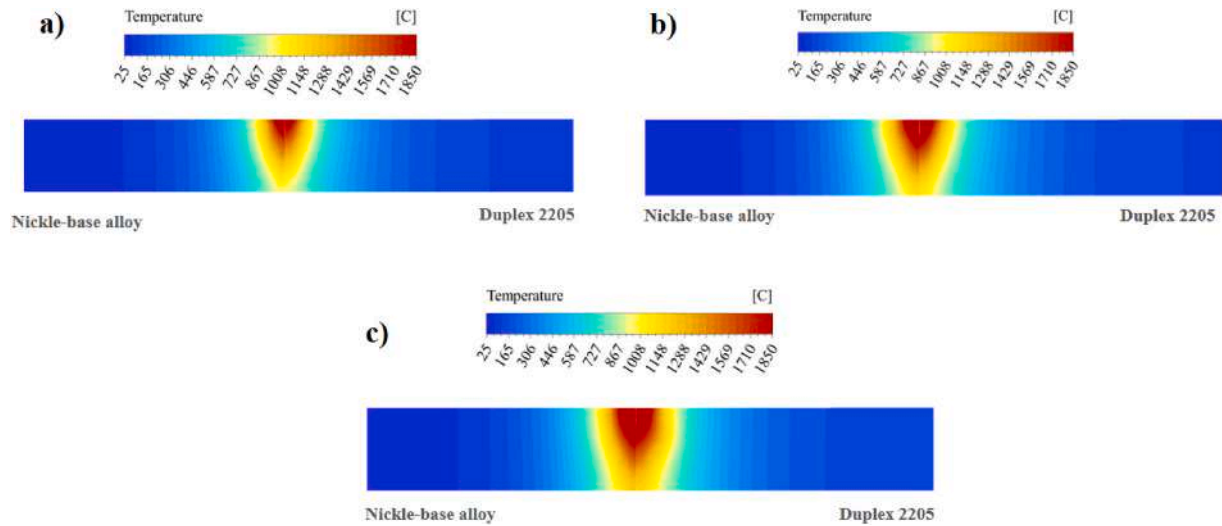 a)
Temperature [C]
25 165 306 446 587 727 867 1008 1148 1288 1429 1569 1710 1850
Nickle-base alloy Duplex 2205
b)
Temperature [C]
25 165 306 446 587 727 867 1008 1148 1288 1429 1569 1710 1850
Nickle-base alloy Duplex 2205
c)
Temperature [C]
25 165 306 446 587 727 867 1008 1148 1288 1429 1569 1710 1850
Nickle-base alloy Duplex 2205